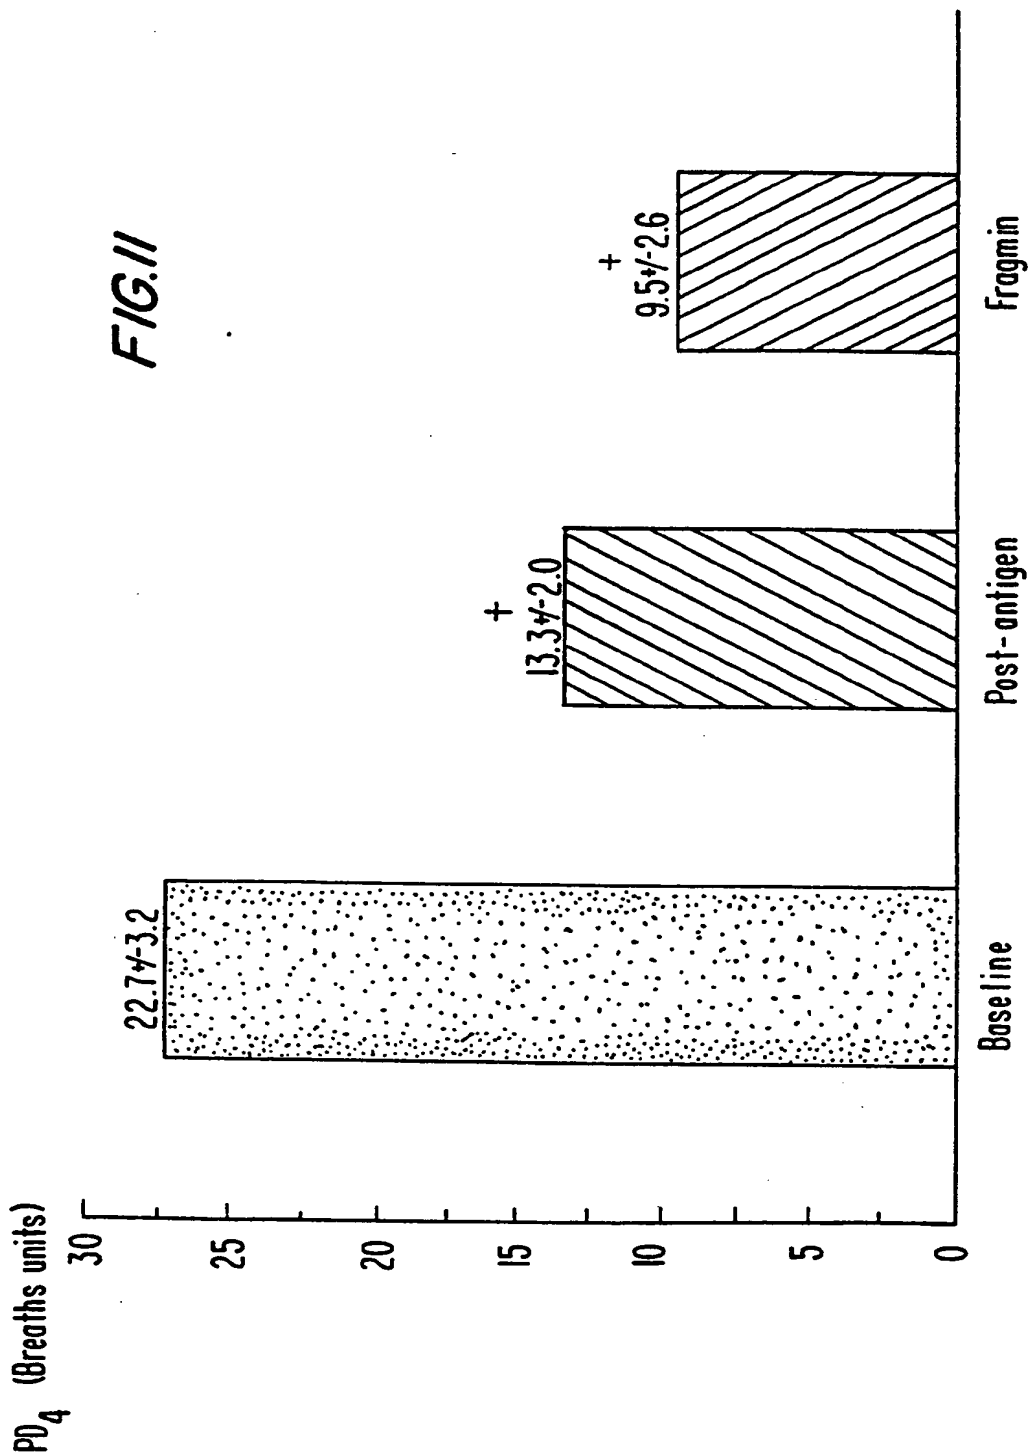 FIG.11
PD4 (Breaths units)
30
25
20
15
10
5
0
22.7+/-3.2
†
13.3+/-2.0
+
9.5+/-2.6
Baseline
Post-antigen
Fragmin